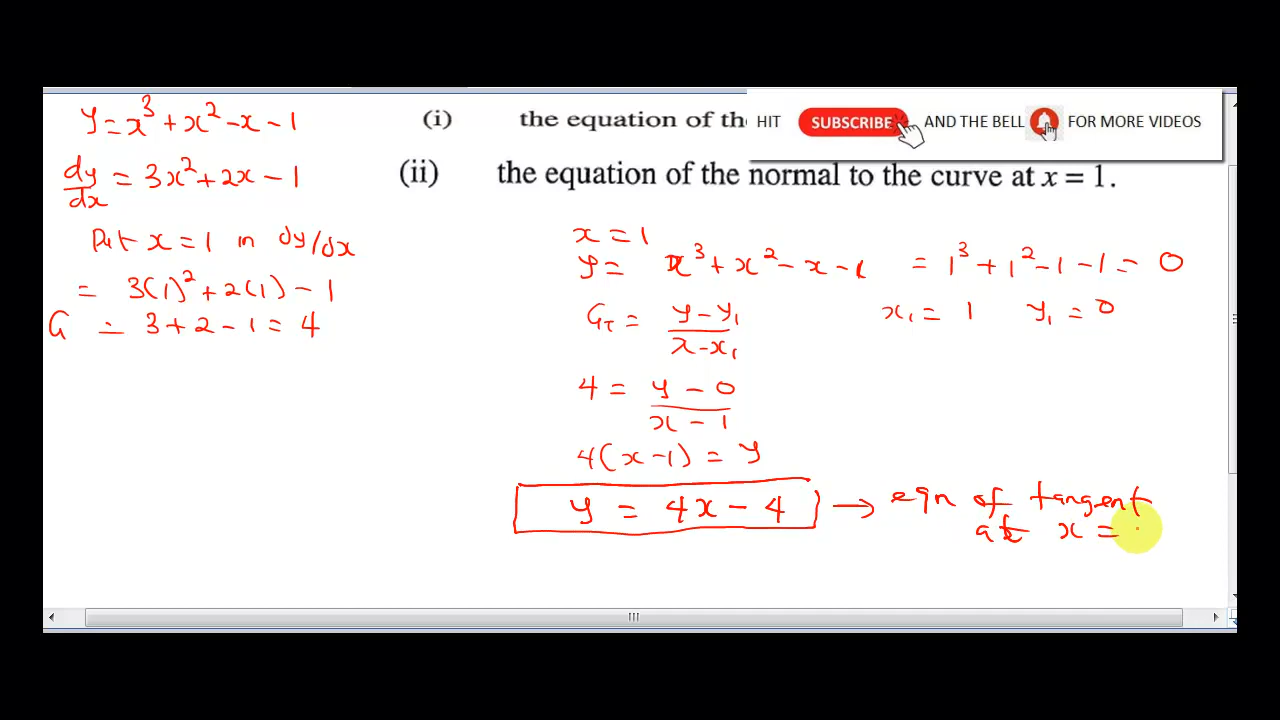 y = x³ + x² - x - 1
dy/dx = 3x² + 2x - 1
Put x = 1 in dy/dx
= 3(1)² + 2(1) - 1
G = 3 + 2 - 1 = 4
(i) the equation of th
HIT SUBSCRIBE AND THE BELL FOR MORE VIDEOS
(ii) the equation of the normal to the curve at x = 1.
x = 1
y = x³ + x² - x - 1 = 1³ + 1² - 1 - 1 = 0
G_T = (y - y₁)/(x - x₁) x₁ = 1 y₁ = 0
4 = (y - 0)/(x - 1)
4(x - 1) = y
y = 4x - 4 → eqn of tangent
at x =